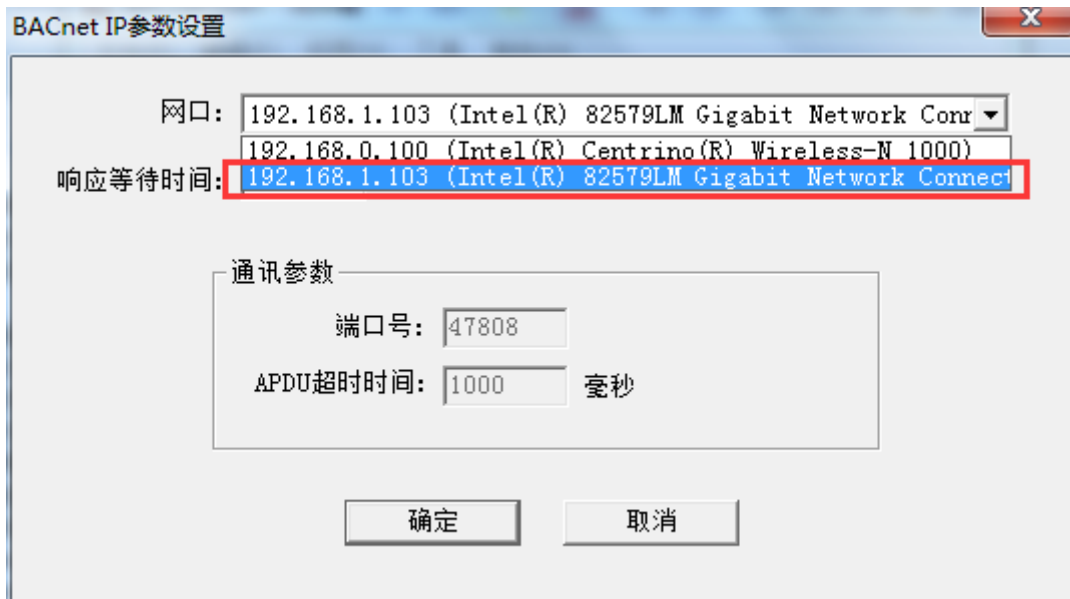 BACnet IP参数设置
网口: 192.168.1.103 (Intel(R) 82579LM Gigabit Network Conr
192.168.0.100 (Intel(R) Centrino(R) Wireless-N 1000)
响应等待时间: 192.168.1.103 (Intel(R) 82579LM Gigabit Network Connect
通讯参数
端口号: 47808
APDU超时时间: 1000 毫秒
确定 取消